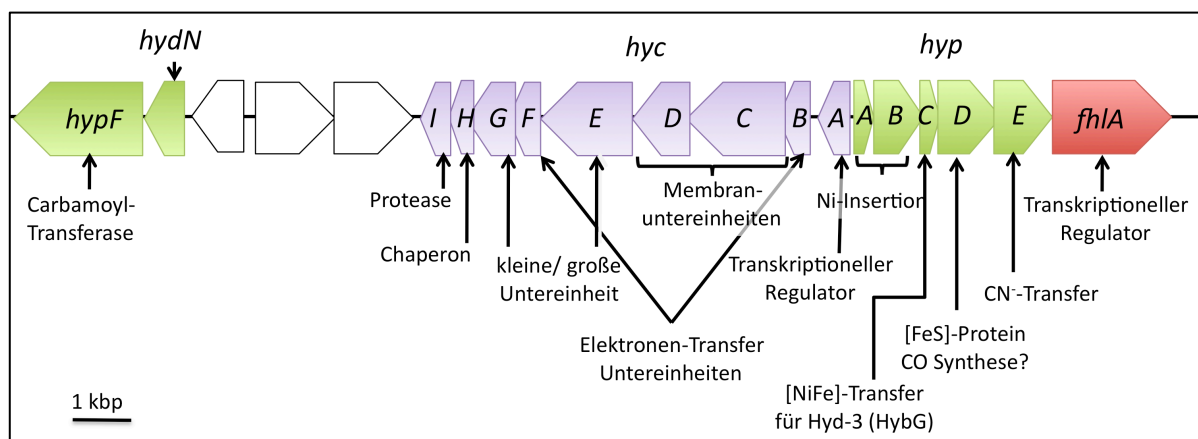 hydN
hyc
hyp
hypF
I
H
G
F
E
D
C
B
A
A
B
C
D
E
fhlA
Carbamoyl-
Transferase
Protease
Chaperon
kleine/ große
Untereinheit
Membran-
untereinheiten
Elektronen-Transfer
Untereinheiten
Transkriptioneller
Regulator
Ni-Insertion
[NiFe]-Transfer
für Hyd-3 (HybG)
[FeS]-Protein
CO Synthese?
CN⁻-Transfer
Transkriptioneller
Regulator
1 kbp